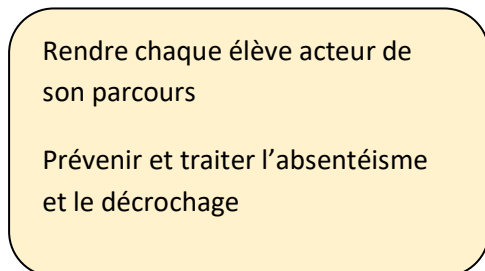 Rendre chaque élève acteur de
son parcours
Prévenir et traiter l’absentéisme
et le décrochage